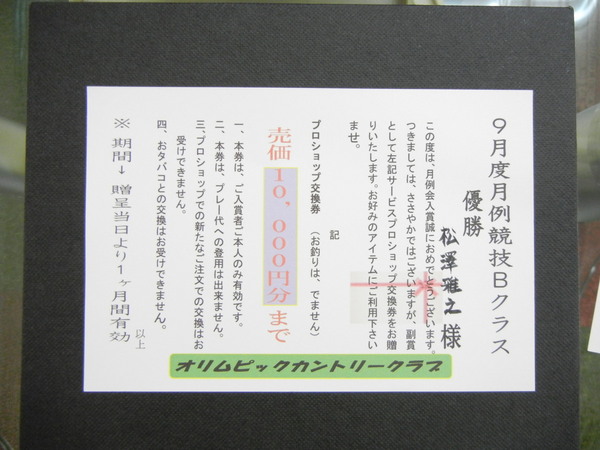 9月度月例競技Bクラス
優勝
松澤雅之様
この度は、月例会入賞誠におめでとうございます。
つきましては、ささやかではございますが、副賞
として左記サービスプロショップ交換券をお贈
りいたします。お好みのアイテムにご利用下さい
ませ。
記
プロショップ交換券 (お釣りは、でません)
売価10,000円分まで
一、本券は、ご入賞者ご本人のみ有効です。
二、本券は、プレー代への登用は出来ません。
三、プロショップでの新たなご注文での交換はお
受けできません。
四、おタバコとの交換はお受けできません。
以上
※期間→贈呈当日より1ヶ月間有効
オリムピックカントリークラブ